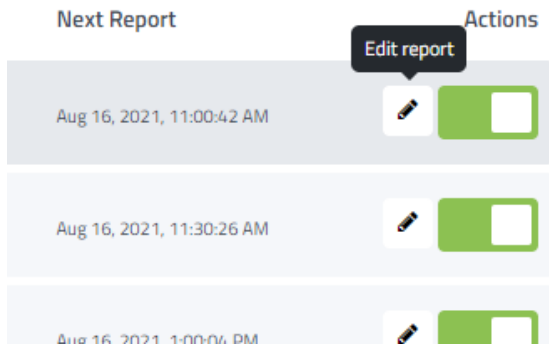 Next Report Actions
Edit report
Aug 16, 2021, 11:00:42 AM
Aug 16, 2021, 11:30:26 AM
Aug 16, 2021, 1:00:04 PM